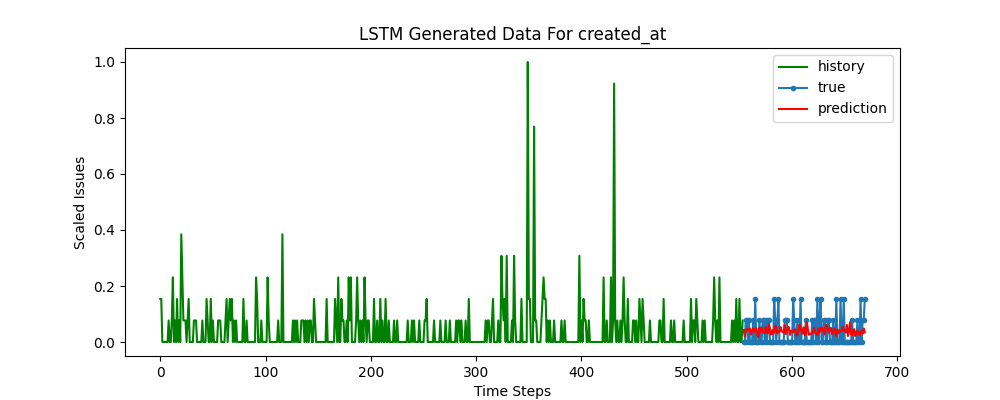 LSTM Generated Data For created_at
history
true
prediction
Scaled Issues
1.0
0.8
0.6
0.4
0.2
0.0
0 100 200 300 400 500 600 700
Time Steps